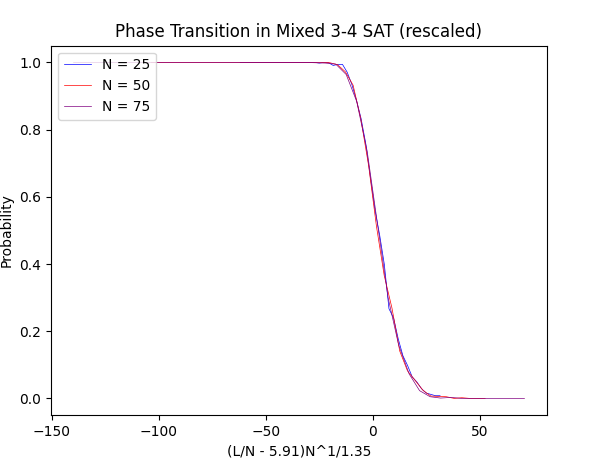 Phase Transition in Mixed 3-4 SAT (rescaled)
1.0
0.8
0.6
0.4
0.2
0.0
Probability
N = 25
N = 50
N = 75
−150
−100
−50
0
50
(L/N - 5.91)N^1/1.35